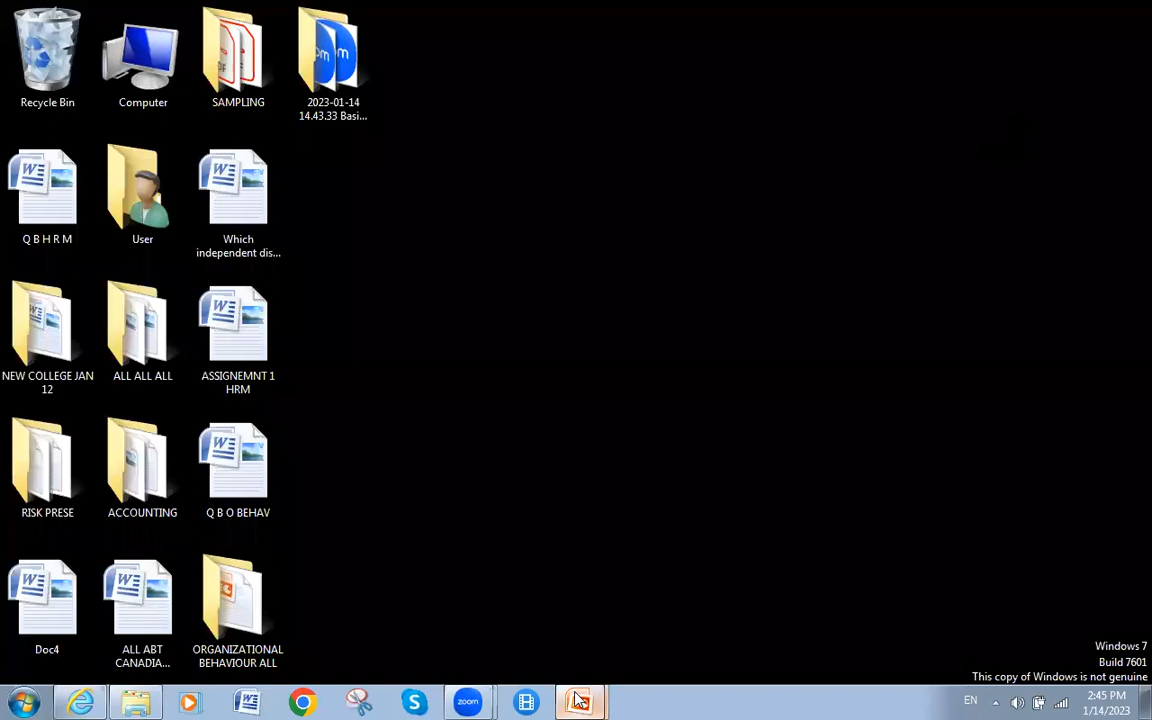 Recycle Bin
Computer
SAMPLING
2023-01-14
14.43.33 Basi...
Q B H R M
User
Which
independent dis...
NEW COLLEGE JAN
12
ALL ALL ALL
ASSIGNEMNT 1
HRM
RISK PRESE
ACCOUNTING
Q B O BEHAV
Doc4
ALL ABT
CANADIA...
ORGANIZATIONAL
BEHAVIOUR ALL
Windows 7
Build 7601
This copy of Windows is not genuine
zoom
EN
2:45 PM
1/14/2023